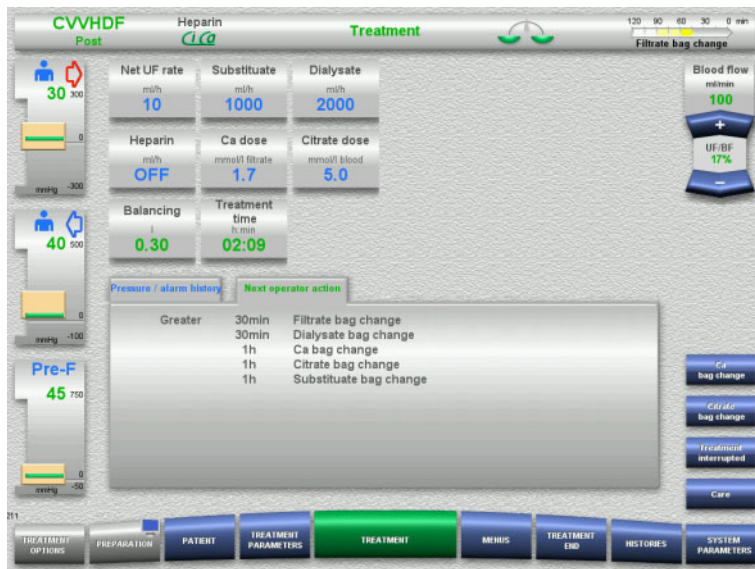 CVVHDF
Post
Heparin
CiCa
Treatment
120 90 60 30 0 min
Filtrate bag change
30 300
0
mmHg -300
40 500
0
mmHg -100
Pre-F
45 750
0
mmHg -50
Net UF rate
ml/h
10
Substituate
ml/h
1000
Dialysate
ml/h
2000
Heparin
ml/h
OFF
Ca dose
mmol/l filtrate
1.7
Citrate dose
mmol/l blood
5.0
Balancing
l
0.30
Treatment
time
h:min
02:09
Blood flow
ml/min
100
+
UF/BF
17%
−
Pressure / alarm history
Next operator action
Greater 30min Filtrate bag change
30min Dialysate bag change
1h Ca bag change
1h Citrate bag change
1h Substituate bag change
Ca
bag change
Citrate
bag change
Treatment
interrupted
Care
211
TREATMENT
OPTIONS
PREPARATION
PATIENT
TREATMENT
PARAMETERS
TREATMENT
MENUS
TREATMENT
END
HISTORIES
SYSTEM
PARAMETERS